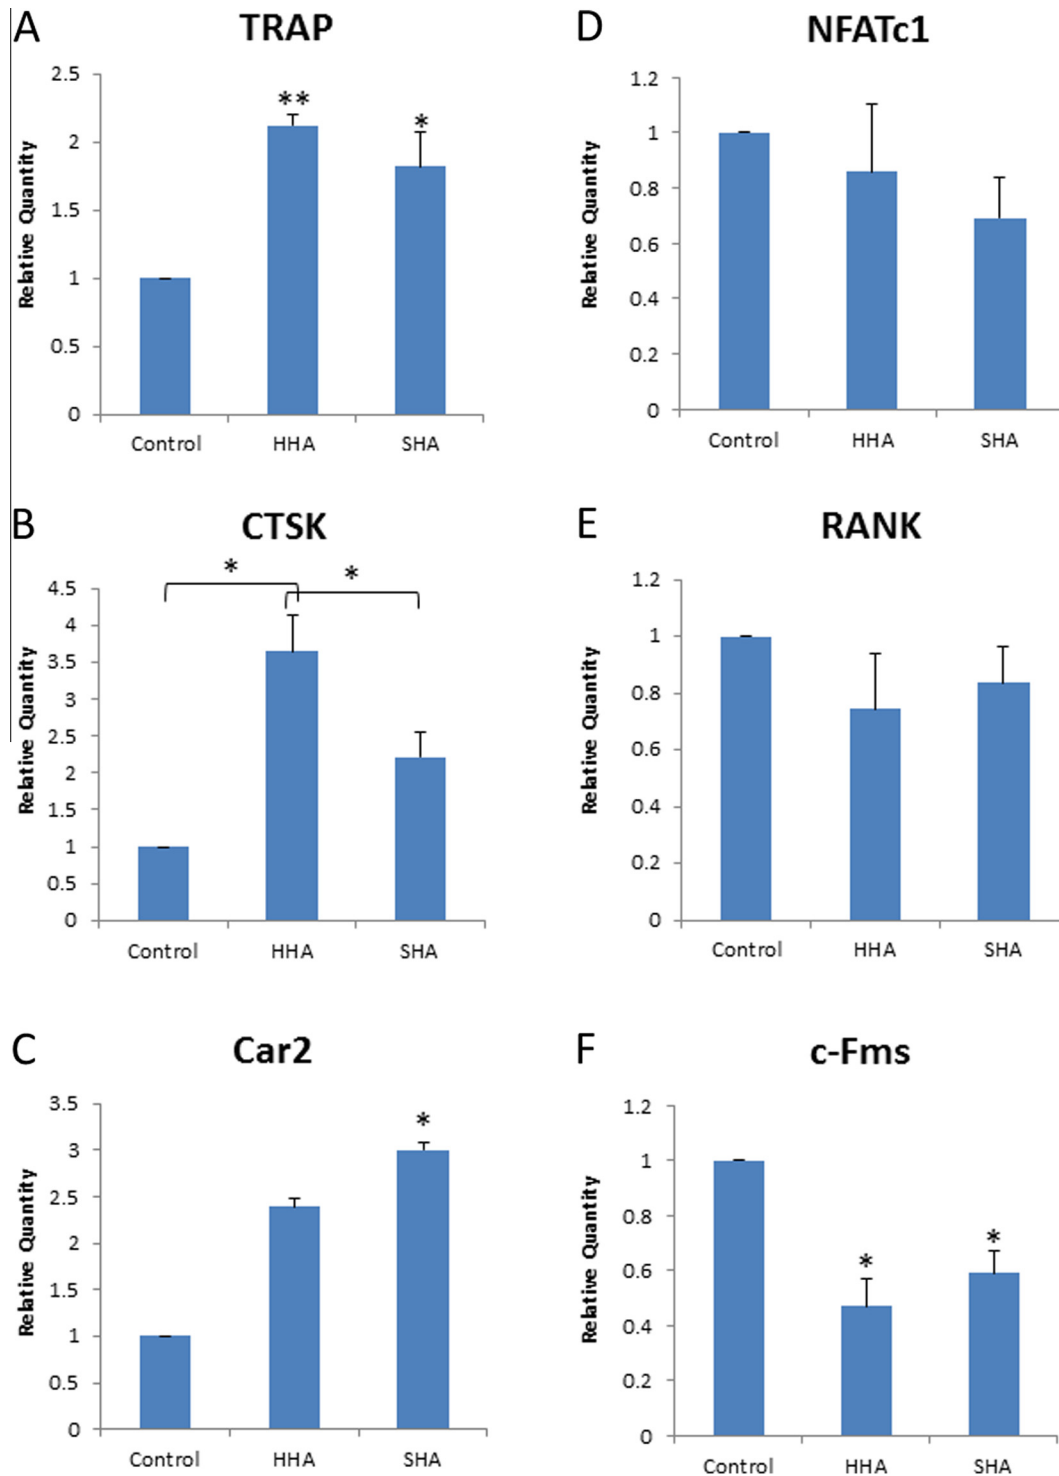 A
TRAP
Relative Quantity
2.5
2
1.5
1
0.5
0
**
*
Control HHA SHA
B
CTSK
Relative Quantity
4.5
4
3.5
3
2.5
2
1.5
1
0.5
0
* *
Control HHA SHA
C
Car2
Relative Quantity
3.5
3
2.5
2
1.5
1
0.5
0
*
Control HHA SHA
D
NFATc1
Relative Quantity
1.2
1
0.8
0.6
0.4
0.2
0
Control HHA SHA
E
RANK
Relative Quantity
1.2
1
0.8
0.6
0.4
0.2
0
Control HHA SHA
F
c-Fms
Relative Quantity
1.2
1
0.8
0.6
0.4
0.2
0
* *
Control HHA SHA